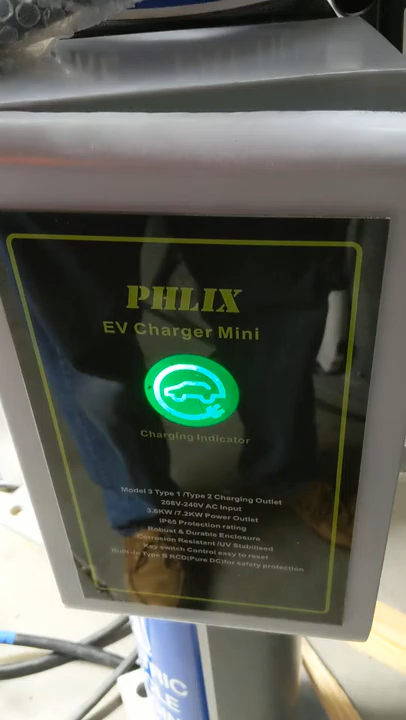 PHLIX
EV Charger Mini
Charging Indicator
Model 3 Type 1 /Type 2 Charging Outlet
208V-240V AC Input
3.6KW /7.2KW Power Outlet
IP65 Protection rating
Robust & Durable Enclosure
Corrosion Resistant /UV Stabilised
Key switch Control easy to reset
Built-in Type B RCD(Pure DC)for safety protection